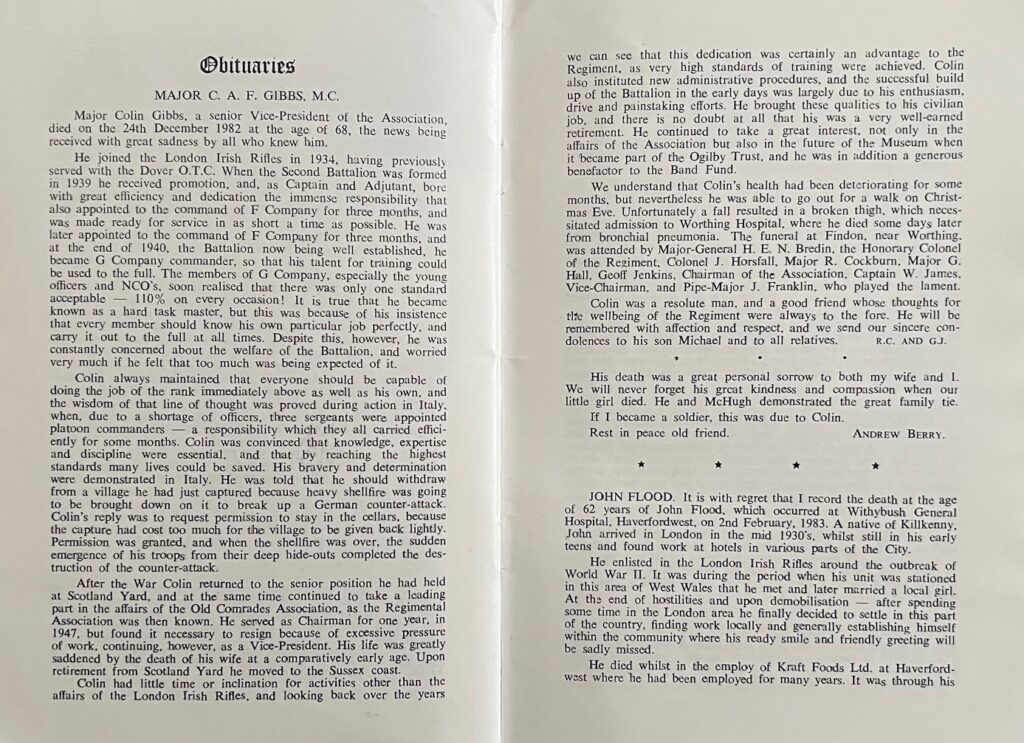 Obituaries
MAJOR C. A. F. GIBBS, M.C.
Major Colin Gibbs, a senior Vice-President of the Association,
died on the 24th December 1982 at the age of 68, the news being
received with great sadness by all who knew him.
He joined the London Irish Rifles in 1934, having previously
served with the Dover O.T.C. When the Second Battalion was formed
in 1939 he received promotion, and, as Captain and Adjutant, bore
with great efficiency and dedication the immense responsibility that
also appointed to the command of F Company for three months, and
was made ready for service in as short a time as possible. He was
later appointed to the command of F Company for three months, and
at the end of 1940, the Battalion now being well established, he
became G Company commander, so that his talent for training could
be used to the full. The members of G Company, especially the young
officers and NCO's, soon realised that there was only one standard
acceptable — 110% on every occasion! It is true that he became
known as a hard task master, but this was because of his insistence
that every member should know his own particular job perfectly, and
carry it out to the full at all times. Despite this, however, he was
constantly concerned about the welfare of the Battalion, and worried
very much if he felt that too much was being expected of it.
Colin always maintained that everyone should be capable of
doing the job of the rank immediately above as well as his own, and
the wisdom of that line of thought was proved during action in Italy,
when, due to a shortage of officers, three sergeants were appointed
platoon commanders — a responsibility which they all carried effici-
ently for some months. Colin was convinced that knowledge, expertise
and discipline were essential, and that by reaching the highest
standards many lives could be saved. His bravery and determination
were demonstrated in Italy. He was told that he should withdraw
from a village he had just captured because heavy shellfire was going
to be brought down on it to break up a German counter-attack.
Colin's reply was to request permission to stay in the cellars, because
the capture had cost too much for the village to be given back lightly.
Permission was granted, and when the shellfire was over, the sudden
emergence of his troops from their deep hide-outs completed the des-
truction of the counter-attack.
After the War Colin returned to the senior position he had held
at Scotland Yard, and at the same time continued to take a leading
part in the affairs of the Old Comrades Association, as the Regimental
Association was then known. He served as Chairman for one year, in
1947, but found it necessary to resign because of excessive pressure
of work, continuing, however, as a Vice-President. His life was greatly
saddened by the death of his wife at a comparatively early age. Upon
retirement from Scotland Yard he moved to the Sussex coast.
Colin had little time or inclination for activities other than the
affairs of the London Irish Rifles, and looking back over the years
we can see that this dedication was certainly an advantage to the
Regiment, as very high standards of training were achieved. Colin
also instituted new administrative procedures, and the successful build
up of the Battalion in the early days was largely due to his enthusiasm,
drive and painstaking efforts. He brought these qualities to his civilian
job, and there is no doubt at all that his was a very well-earned
retirement. He continued to take a great interest, not only in the
affairs of the Association but also in the future of the Museum when
it became part of the Ogilby Trust, and he was in addition a generous
benefactor to the Band Fund.
We understand that Colin's health had been deteriorating for some
months, but nevertheless he was able to go out for a walk on Christ-
mas Eve. Unfortunately a fall resulted in a broken thigh, which neces-
sitated admission to Worthing Hospital, where he died some days later
from bronchial pneumonia. The funeral at Findon, near Worthing,
was attended by Major-General H. E. N. Bredin, the Honorary Colonel
of the Regiment, Colonel J. Horsfall, Major R. Cockburn, Major G.
Hall, Geoff Jenkins, Chairman of the Association, Captain W. James,
Vice-Chairman, and Pipe-Major J. Franklin, who played the lament.
Colin was a resolute man, and a good friend whose thoughts for
the wellbeing of the Regiment were always to the fore. He will be
remembered with affection and respect, and we send our sincere con-
dolences to his son Michael and to all relatives. R.C. AND G.J.
His death was a great personal sorrow to both my wife and I.
We will never forget his great kindness and compassion when our
little girl died. He and McHugh demonstrated the great family tie.
If I became a soldier, this was due to Colin.
Rest in peace old friend. ANDREW BERRY.
JOHN FLOOD. It is with regret that I record the death at the age
of 62 years of John Flood, which occurred at Withybush General
Hospital, Haverfordwest, on 2nd February, 1983. A native of Killkenny,
John arrived in London in the mid 1930's, whilst still in his early
teens and found work at hotels in various parts of the City.
He enlisted in the London Irish Rifles around the outbreak of
World War II. It was during the period when his unit was stationed
in this area of West Wales that he met and later married a local girl.
At the end of hostilities and upon demobilisation — after spending
some time in the London area he finally decided to settle in this part
of the country, finding work locally and generally establishing himself
within the community where his ready smile and friendly greeting will
be sadly missed.
He died whilst in the employ of Kraft Foods Ltd. at Haverford-
west where he had been employed for many years. It was through his